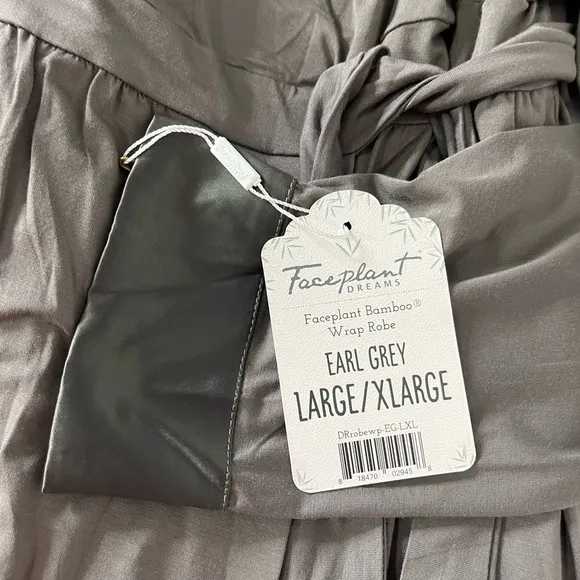 Faceplant
DREAMS
Faceplant Bamboo®
Wrap Robe
EARL GREY
LARGE/XLARGE
DRrobewp-EG-LXL
8 18470 02945 8